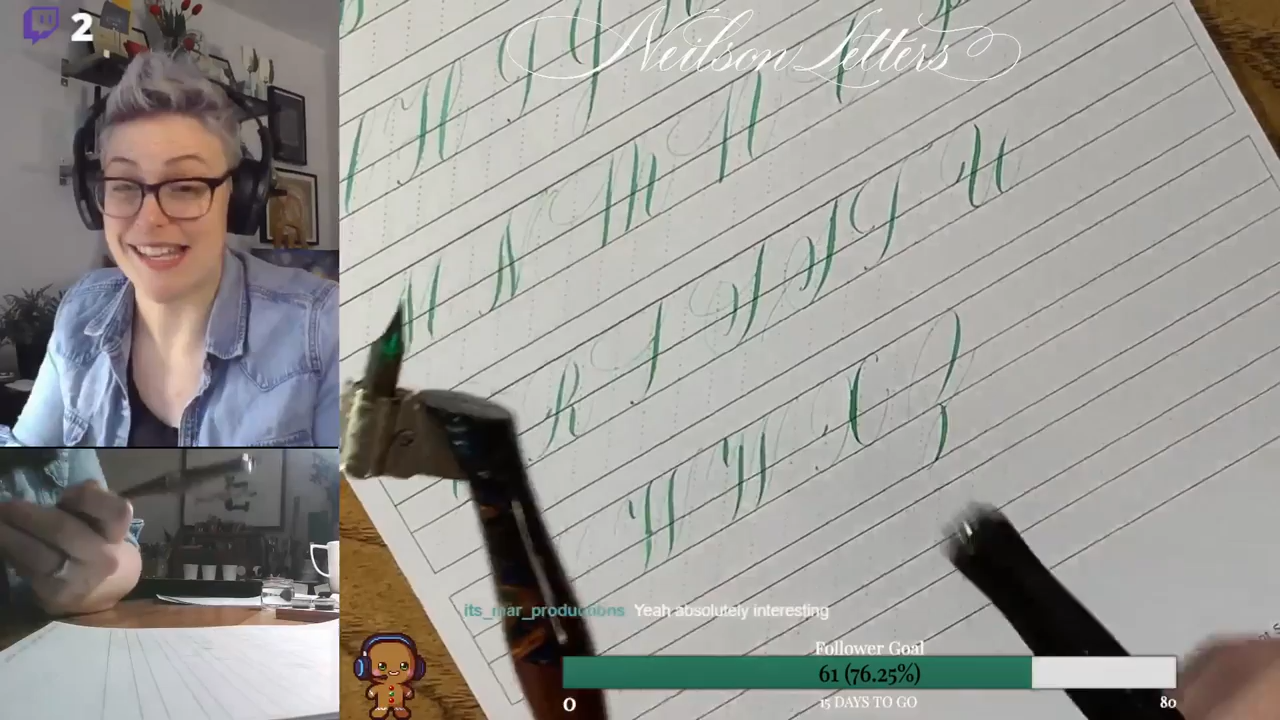 2
Neilson Letters
H
M N M H
R A S H T U
W W X Z
its_mar_productions Yeah absolutely interesting
Follower Goal
61 (76.25%)
0 15 DAYS TO GO 80